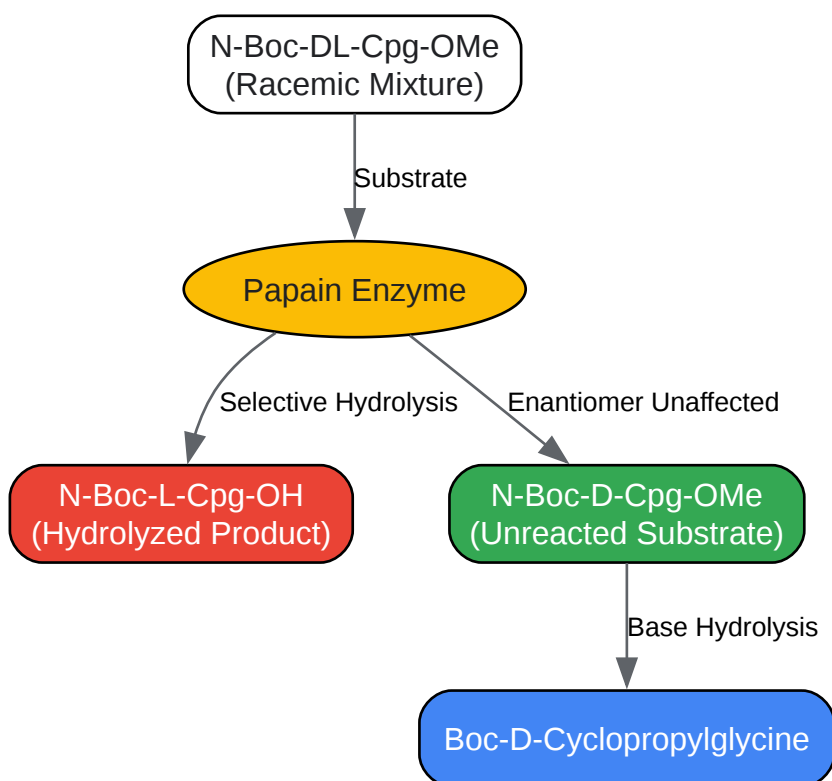 N-Boc-DL-Cpg-OMe
(Racemic Mixture)
Substrate
Papain Enzyme
Selective Hydrolysis
Enantiomer Unaffected
N-Boc-L-Cpg-OH
(Hydrolyzed Product)
N-Boc-D-Cpg-OMe
(Unreacted Substrate)
Base Hydrolysis
Boc-D-Cyclopropylglycine